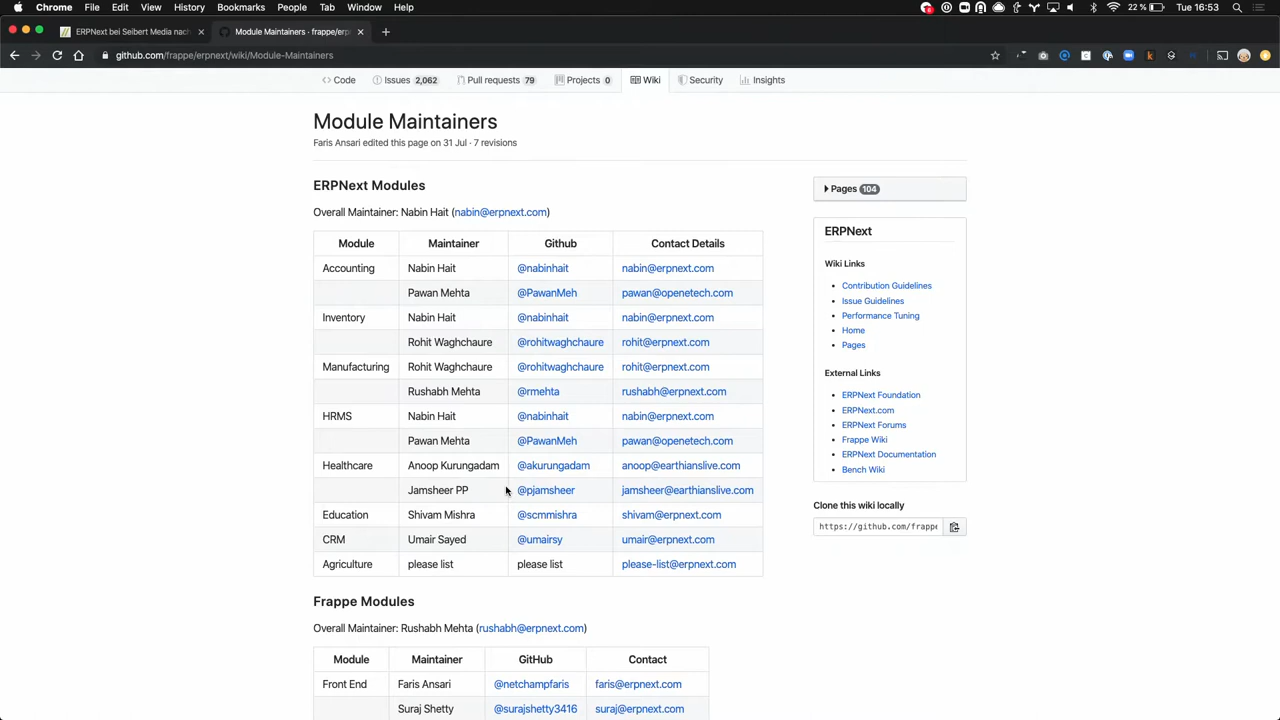 Chrome File Edit View History Bookmarks People Tab Window Help 22 % Tue 16:53
ERPNext bei Seibert Media nach Module Maintainers · frappe/erp
github.com/frappe/erpnext/wiki/Module-Maintainers
Code Issues 2,062 Pull requests 79 Projects 0 Wiki Security Insights
Module Maintainers
Faris Ansari edited this page on 31 Jul · 7 revisions
ERPNext Modules
Overall Maintainer: Nabin Hait (nabin@erpnext.com)
Module Maintainer Github Contact Details
Accounting Nabin Hait @nabinhait nabin@erpnext.com
Pawan Mehta @PawanMeh pawan@openetech.com
Inventory Nabin Hait @nabinhait nabin@erpnext.com
Rohit Waghchaure @rohitwaghchaure rohit@erpnext.com
Manufacturing Rohit Waghchaure @rohitwaghchaure rohit@erpnext.com
Rushabh Mehta @rmehta rushabh@erpnext.com
HRMS Nabin Hait @nabinhait nabin@erpnext.com
Pawan Mehta @PawanMeh pawan@openetech.com
Healthcare Anoop Kurungadam @akurungadam anoop@earthianslive.com
Jamsheer PP @pjamsheer jamsheer@earthianslive.com
Education Shivam Mishra @scmmishra shivam@erpnext.com
CRM Umair Sayed @umairsy umair@erpnext.com
Agriculture please list please list please-list@erpnext.com
Frappe Modules
Overall Maintainer: Rushabh Mehta (rushabh@erpnext.com)
Module Maintainer GitHub Contact
Front End Faris Ansari @netchampfaris faris@erpnext.com
Suraj Shetty @surajshetty3416 suraj@erpnext.com
Pages 104
ERPNext
Wiki Links
Contribution Guidelines
Issue Guidelines
Performance Tuning
Home
Pages
External Links
ERPNext Foundation
ERPNext.com
ERPNext Forums
Frappe Wiki
ERPNext Documentation
Bench Wiki
Clone this wiki locally
https://github.com/frappe